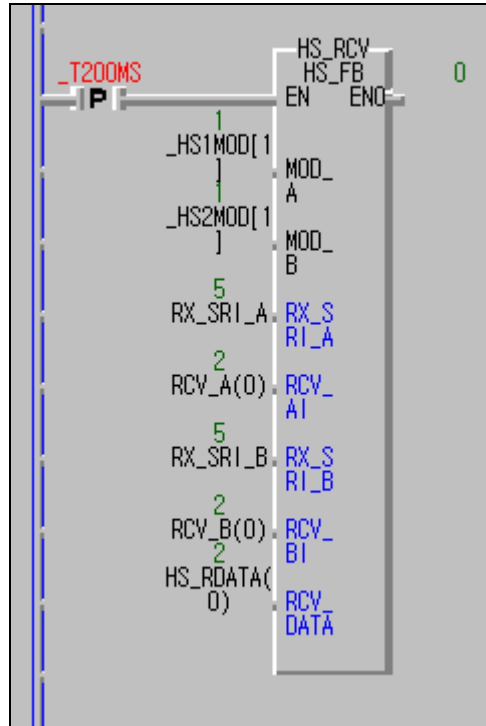 HS_RCV
_T200MS HS_FB 0
P EN ENO
1
_HS1MOD[1
] MOD_
1 A
_HS2MOD[1
] MOD_
B
5
RX_SRI_A RX_S
RI_A
2
RCV_A(0) RCV_
AI
5
RX_SRI_B RX_S
RI_B
2
RCV_B(0) RCV_
2 BI
HS_RDATA(
0) RCV_
DATA